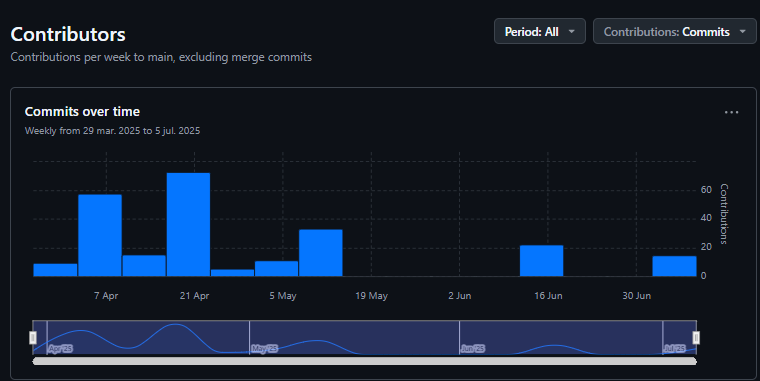 Contributors
Period: All
Contributions: Commits
Contributions per week to main, excluding merge commits
Commits over time
Weekly from 29 mar. 2025 to 5 jul. 2025
60
40
20
0
Contributions
7 Apr
21 Apr
5 May
19 May
2 Jun
16 Jun
30 Jun
Apr '25
May '25
Jun '25
Jul '25